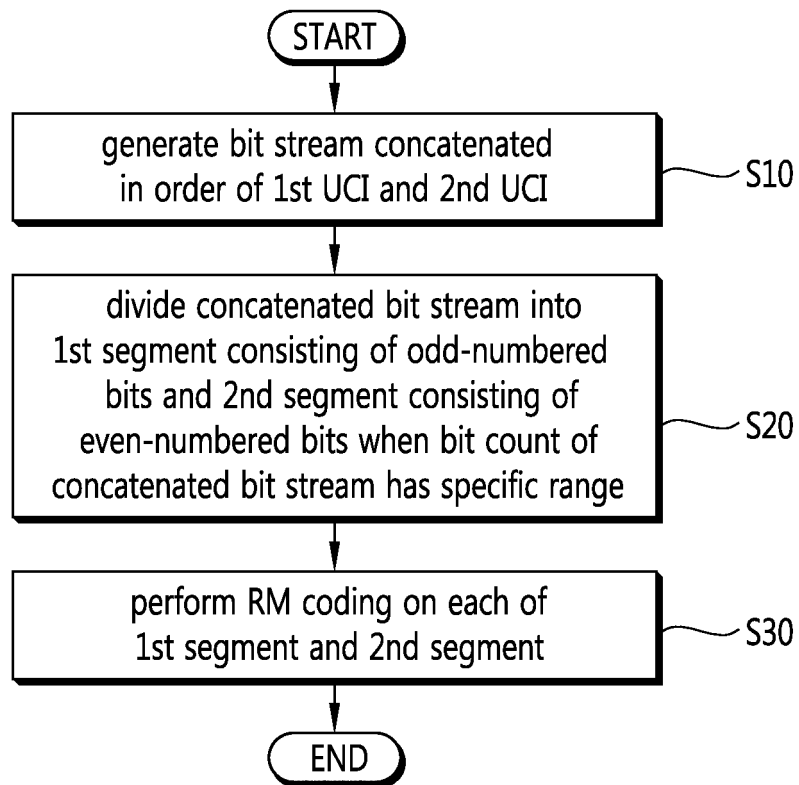 START
generate bit stream concatenated
in order of 1st UCI and 2nd UCI
S10
divide concatenated bit stream into
1st segment consisting of odd-numbered
bits and 2nd segment consisting of
even-numbered bits when bit count of
concatenated bit stream has specific range
S20
perform RM coding on each of
1st segment and 2nd segment
S30
END